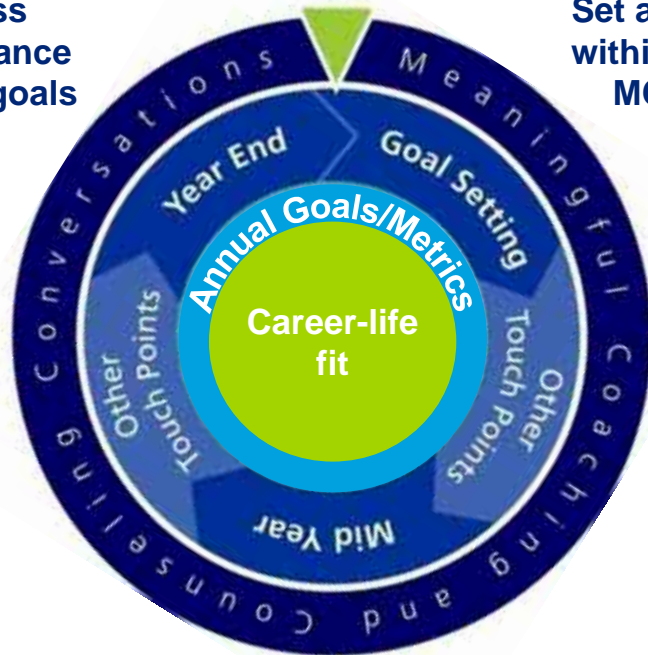 ss
ance
goals
Set a
withi
Meaningful Coaching and Counseling Conversations
Year End
Goal Setting
Other
Touch Points
Mid Year
Other
Touch Points
Annual Goals/Metrics
Career-life
fit